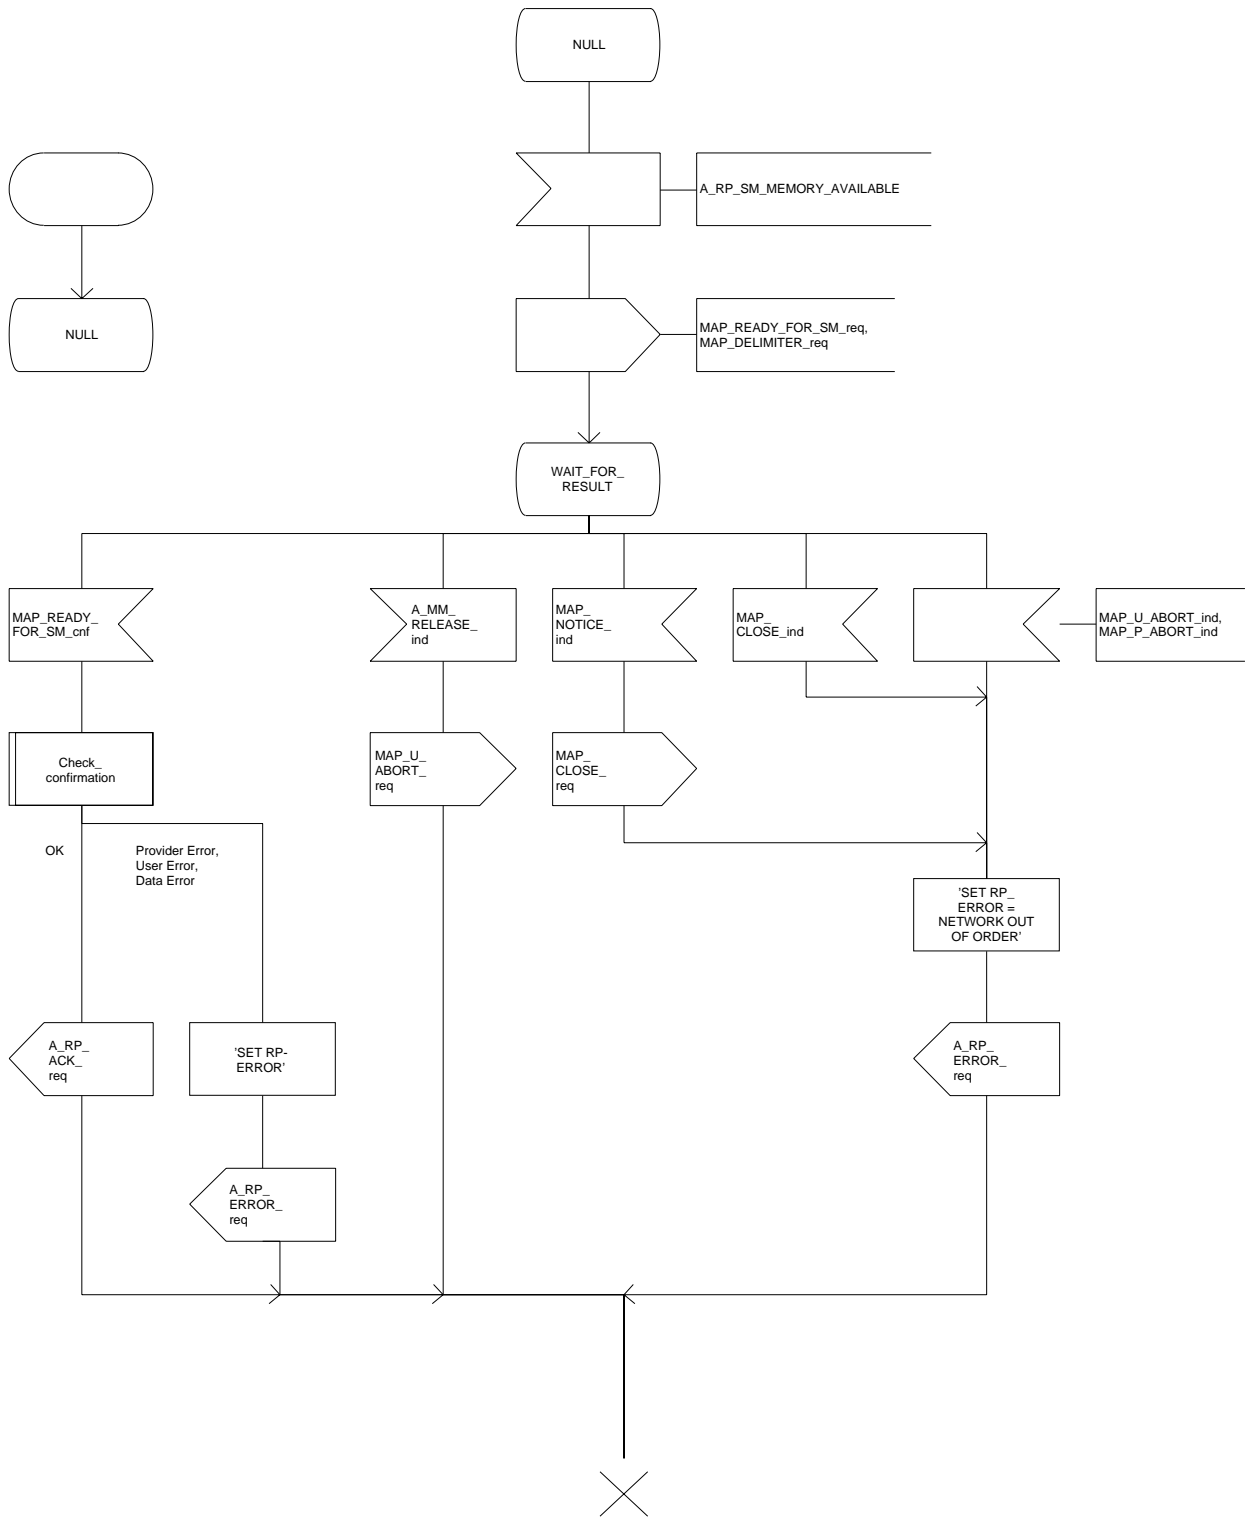 NULL
A_RP_SM_MEMORY_AVAILABLE
NULL
MAP_READY_FOR_SM_req,
MAP_DELIMITER_req
WAIT_FOR_
RESULT
MAP_READY_
FOR_SM_cnf
A_MM_
RELEASE_
ind
MAP_
NOTICE_
ind
MAP_
CLOSE_ind
MAP_U_ABORT_ind,
MAP_P_ABORT_ind
Check_
confirmation
MAP_U_
ABORT_
req
MAP_
CLOSE_
req
OK
Provider Error,
User Error,
Data Error
'SET RP_
ERROR =
NETWORK OUT
OF ORDER'
A_RP_
ACK_
req
'SET RP-
ERROR'
A_RP_
ERROR_
req
A_RP_
ERROR_
req